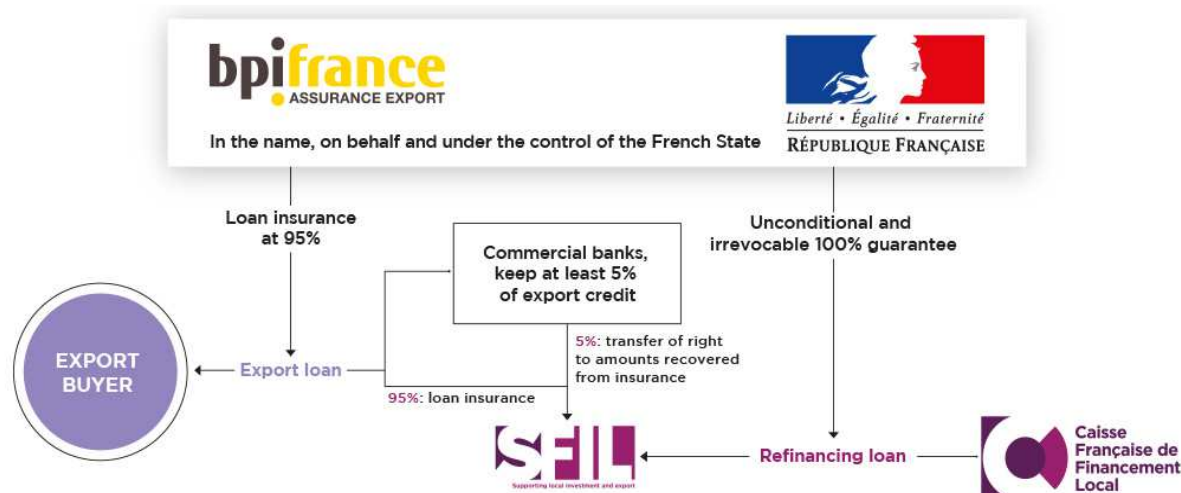 bpifrance
ASSURANCE EXPORT
In the name, on behalf and under the control of the French State
Liberté • Égalité • Fraternité
RÉPUBLIQUE FRANÇAISE
Loan insurance
at 95%
Commercial banks,
keep at least 5%
of export credit
Unconditional and
irrevocable 100% guarantee
EXPORT
BUYER
Export loan
5%: transfer of right
to amounts recovered
from insurance
95%: loan insurance
SFIL
Supporting local investment and export
Refinancing loan
Caisse
Française de
Financement
Local